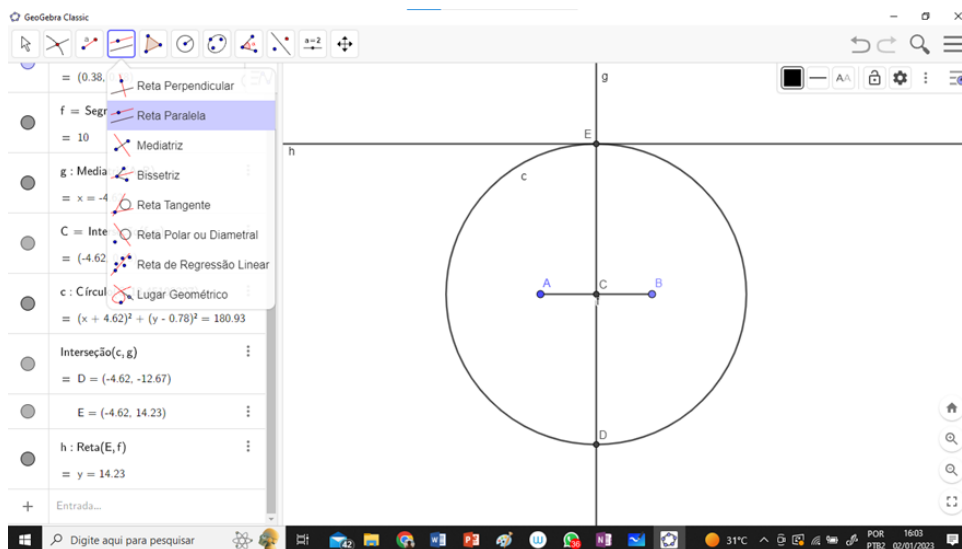 GeoGebra Classic
a=2
= (0.38,
f = Segr
= 10
g : Media
= x = -4
C = Inte
= (-4.62
c : Círcul
= (x + 4.62)² + (y - 0.78)² = 180.93
Interseção(c, g)
= D = (-4.62, -12.67)
E = (-4.62, 14.23)
h : Reta(E, f)
= y = 14.23
Entrada...
Reta Perpendicular
Reta Paralela
Mediatriz
Bissetriz
Reta Tangente
Reta Polar ou Diametral
Reta de Regressão Linear
Lugar Geométrico
AA
g
E
h
c
A
C
B
f
D
Digite aqui para pesquisar
42
31°C
POR
PTB2
16:03
02/01/2023